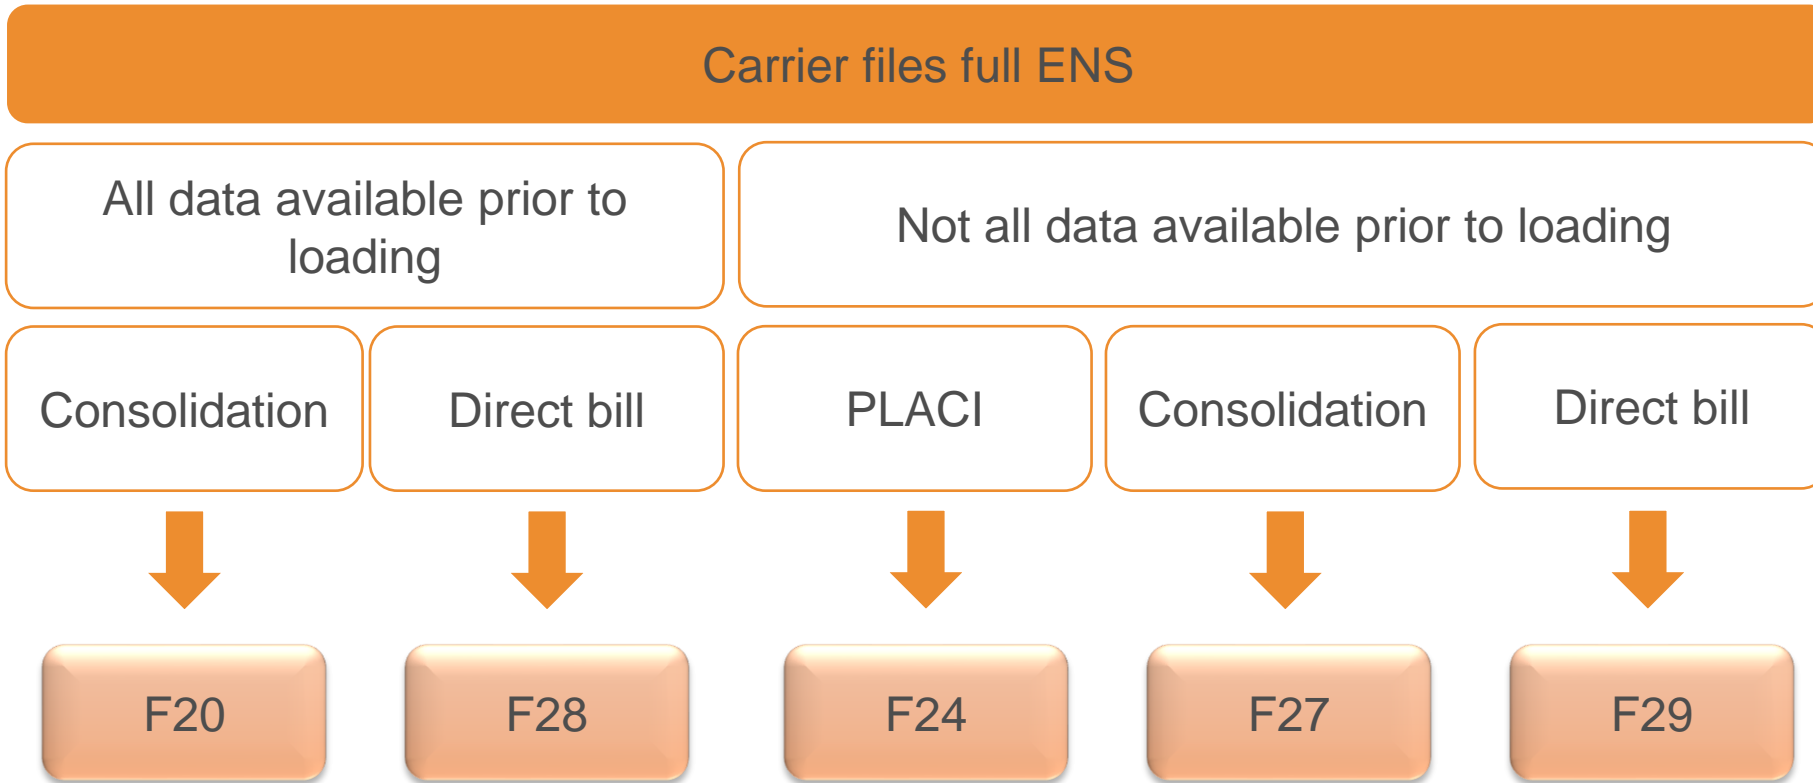 Carrier files full ENS
All data available prior to
loading
Not all data available prior to loading
Consolidation
Direct bill
PLACI
Consolidation
Direct bill
F20
F28
F24
F27
F29